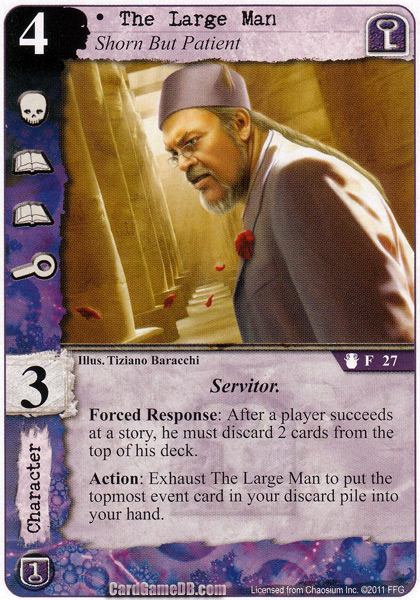 4
• The Large Man
Shorn But Patient
Illus. Tiziano Baracchi
F 27
3
Servitor.
Forced Response: After a player succeeds
at a story, he must discard 2 cards from the
top of his deck.
Action: Exhaust The Large Man to put the
topmost event card in your discard pile into
your hand.
Character
1
CardGameDB.com
Licensed from Chaosium Inc. ©2011 FFG